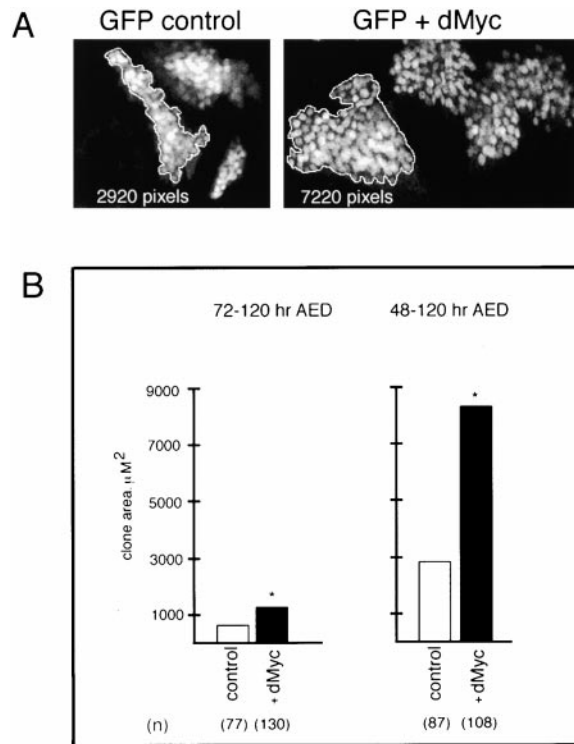 A
GFP control
GFP + dMyc
2920 pixels
7220 pixels
B
72-120 hr AED
48-120 hr AED
9000
7000
5000
3000
1000
clone area. µM2
*
*
control
+ dMyc
control
+ dMyc
(n)
(77)
(130)
(87)
(108)